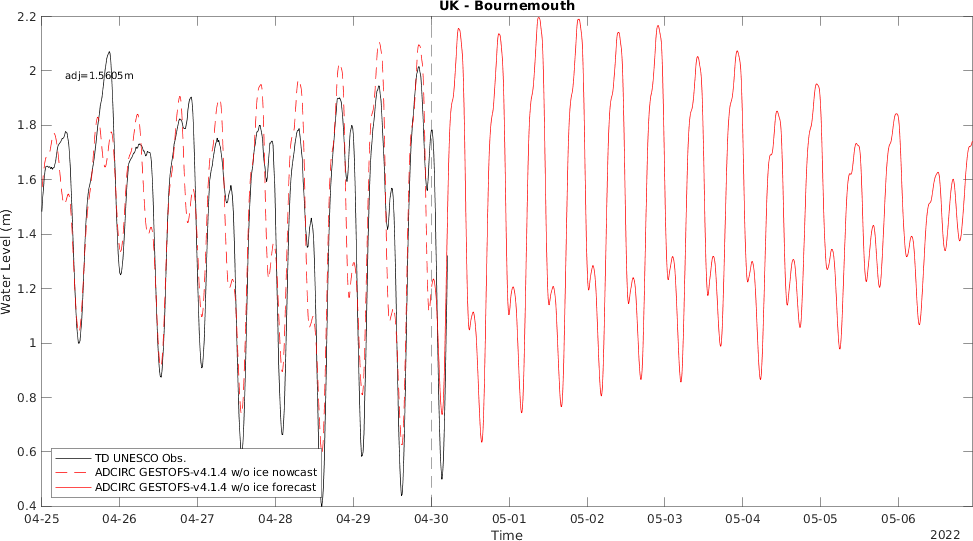 UK - Bournemouth
2.2
2
1.8
1.6
1.4
1.2
1
0.8
0.6
0.4
Water Level (m)
adj=1.5605m
TD UNESCO Obs.
ADCIRC GESTOFS-v4.1.4 w/o ice nowcast
ADCIRC GESTOFS-v4.1.4 w/o ice forecast
04-25 04-26 04-27 04-28 04-29 04-30 05-01 05-02 05-03 05-04 05-05 05-06
Time
2022